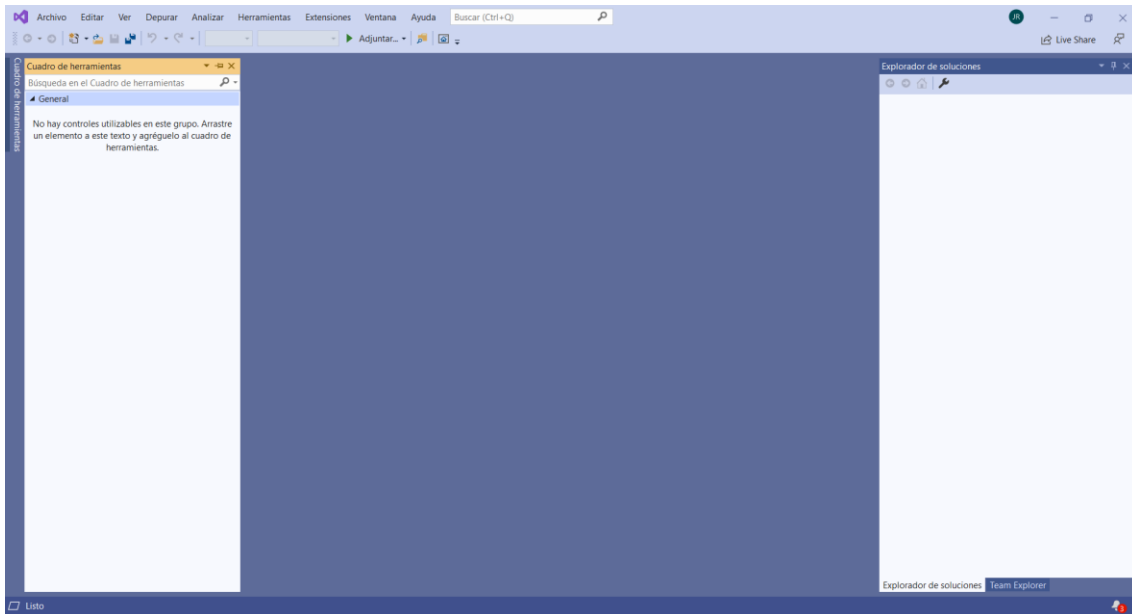 Archivo Editar Ver Depurar Analizar Herramientas Extensiones Ventana Ayuda Buscar (Ctrl+Q) JR
Adjuntar... Live Share
Cuadro de herramientas
Cuadro de herramientas
Búsqueda en el Cuadro de herramientas
General
No hay controles utilizables en este grupo. Arrastre
un elemento a este texto y agréguelo al cuadro de
herramientas.
Explorador de soluciones
Explorador de soluciones Team Explorer
Listo 3